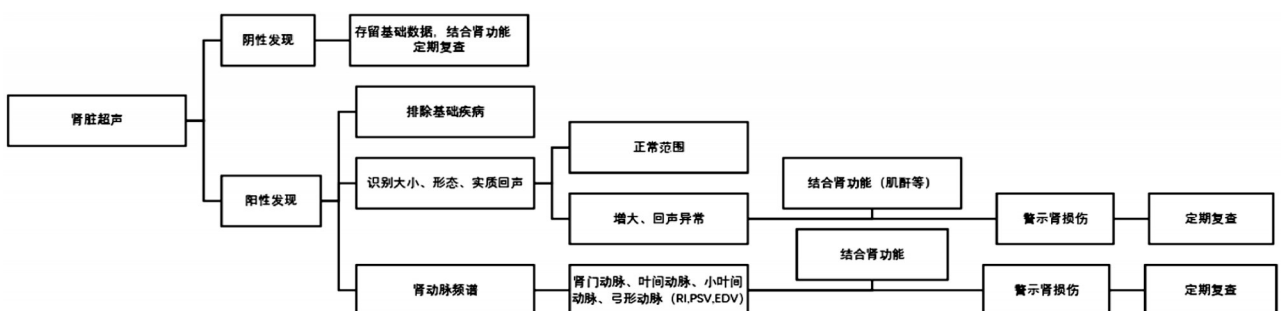 阴性发现
存留基础数据，结合肾功能
定期复查
肾脏超声
排除基础疾病
阳性发现
识别大小、形态、实质回声
正常范围
增大、回声异常
结合肾功能（肌酐等）
警示肾损伤
定期复查
肾动脉频谱
肾门动脉、叶间动脉、小叶间
动脉、弓形动脉（RI,PSV,EDV）
结合肾功能
警示肾损伤
定期复查